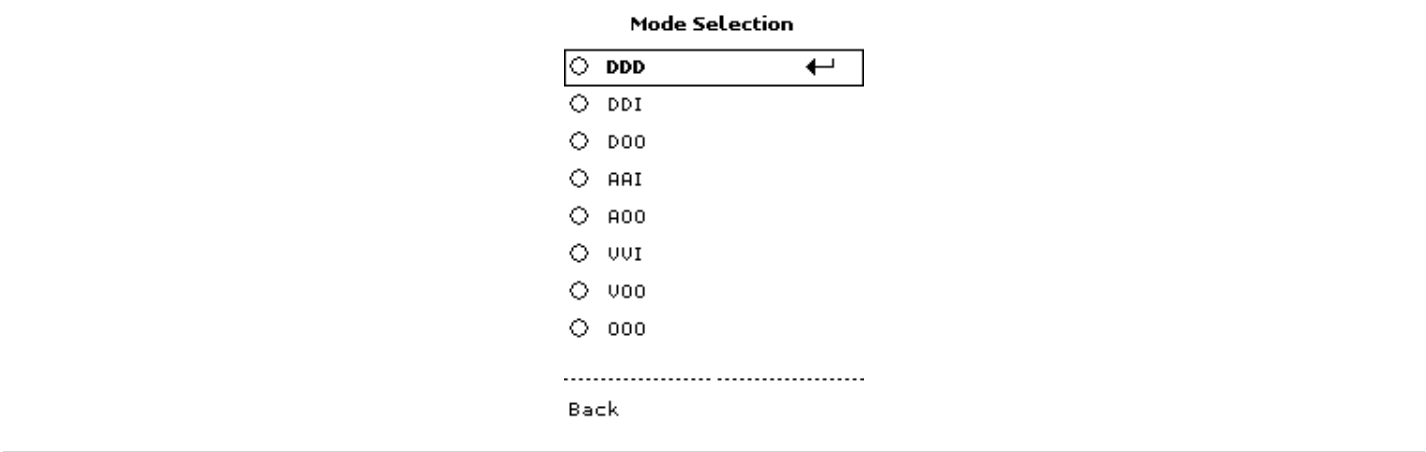 Mode Selection
DDD
DDI
DOO
AAI
AOO
VVI
VOO
OOO
Back